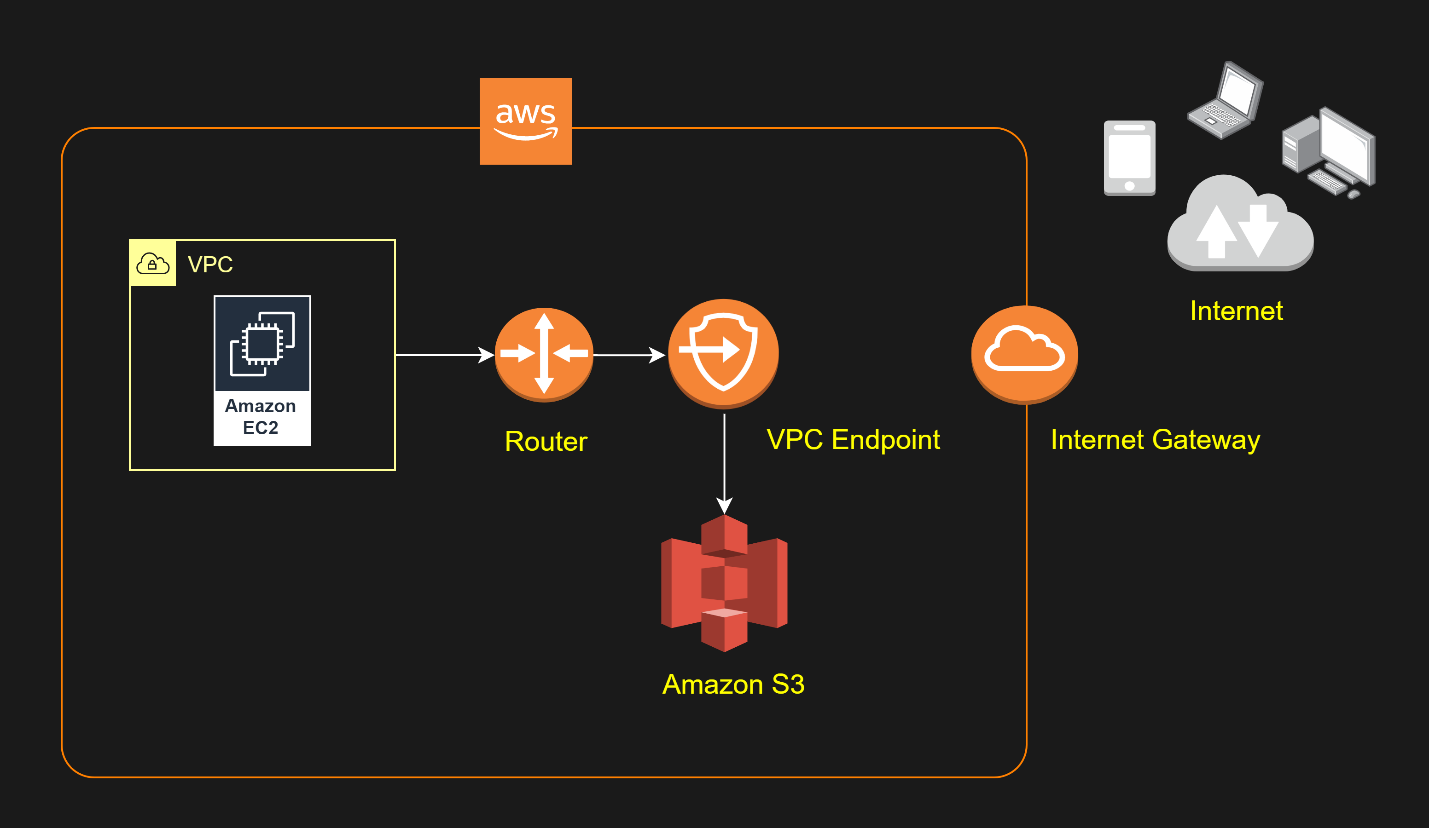 aws
VPC
Amazon
EC2
Router
VPC Endpoint
Amazon S3
Internet Gateway
Internet